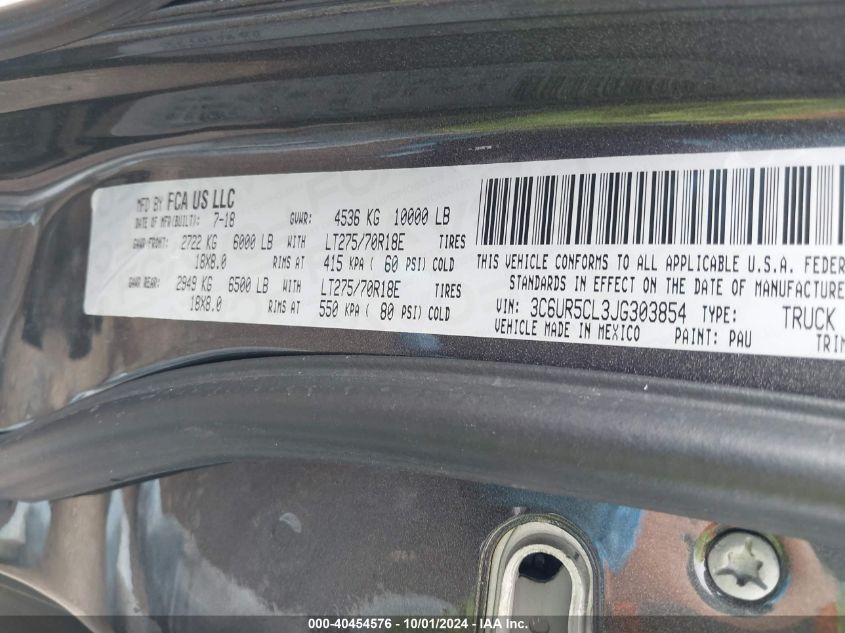 MFD BY FCA US LLC
DATE OF MFR(BUILT): 7-18 GVWR: 4536 KG 10000 LB
GAWR-FRONT: 2722 KG 6000 LB WITH LT275/70R18E TIRES
18X8.0 RIMS AT 415 KPA ( 60 PSI) COLD
GAWR REAR: 2949 KG 6500 LB WITH LT275/70R18E TIRES
18X8.0 RIMS AT 550 KPA ( 80 PSI) COLD
THIS VEHICLE CONFORMS TO ALL APPLICABLE U.S.A. FEDER
STANDARDS IN EFFECT ON THE DATE OF MANUFACTURE
VIN: 3C6UR5CL3JG303854 TYPE: TRUCK
VEHICLE MADE IN MEXICO PAINT: PAU TRIM
000-40454576 - 10/01/2024 - IAA Inc.